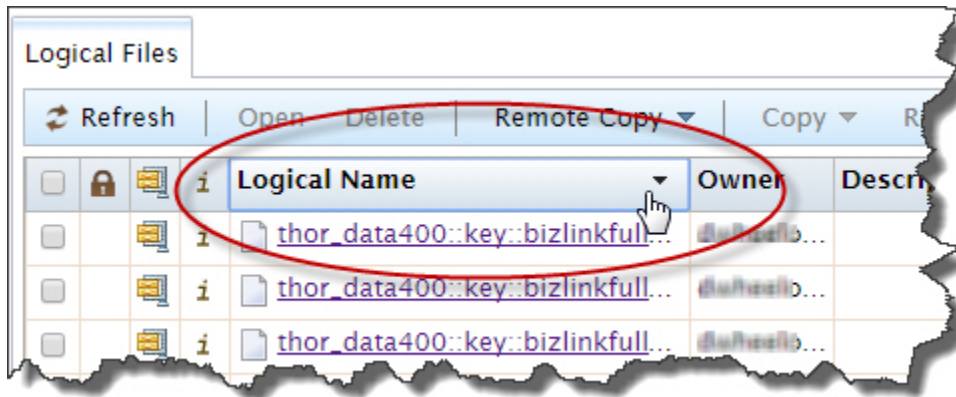 Logical Files
Refresh Open Delete Remote Copy Copy R
i Logical Name Owner Descri
i thor_data400::key::bizlinkfull... ...
i thor_data400::key::bizlinkfull... ...
i thor_data400::key::bizlinkfull... ...